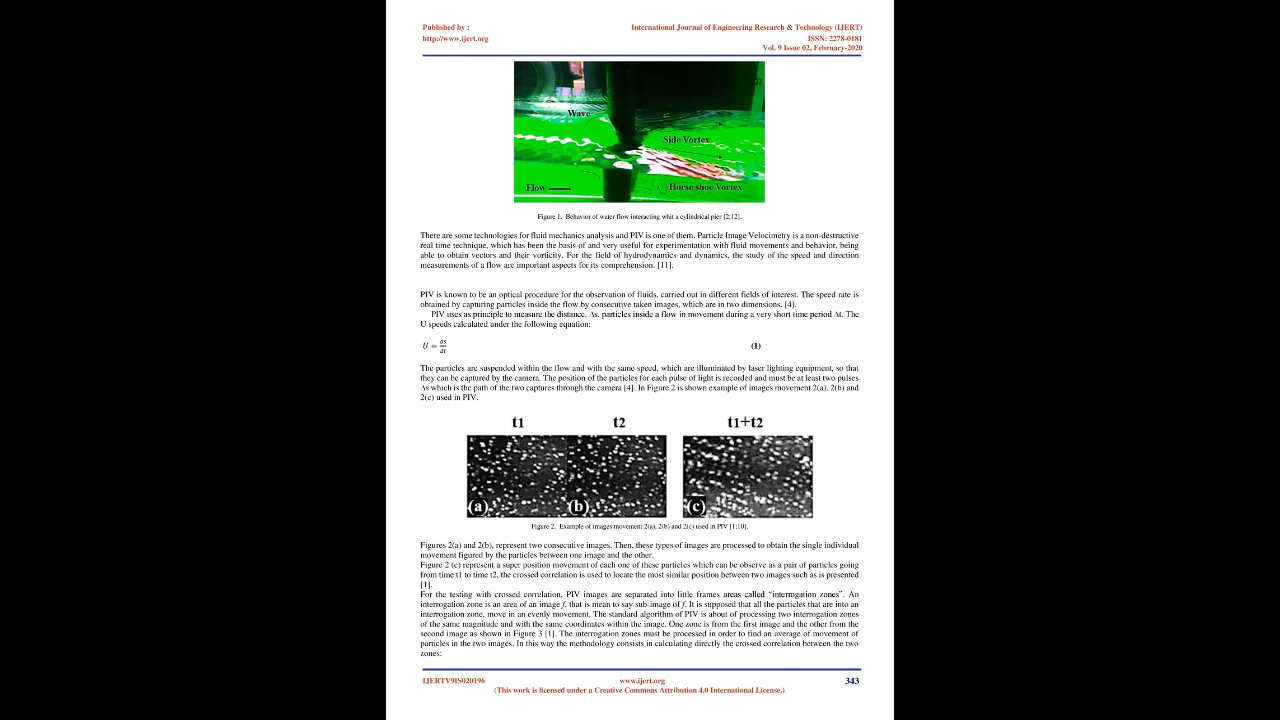 Published by :
International Journal of Engineering Research & Technology (IJERT)
http://www.ijert.org
ISSN: 2278-0181
Vol. 9 Issue 02, February-2020
Wave
Side Vortex
Flow
Horse shoe Vortex
Figure 1. Behavior of water flow interacting whit a cylindrical pier [2;12].
There are some technologies for fluid mechanics analysis and PIV is one of them. Particle Image Velocimetry is a non-destructive
real time technique, which has been the basis of and very useful for experimentation with fluid movements and behavior, being
able to obtain vectors and their vorticity. For the field of hydrodynamics and dynamics, the study of the speed and direction
measurements of a flow are important aspects for its comprehension. [11].
PIV is known to be an optical procedure for the observation of fluids, carried out in different fields of interest. The speed rate is
obtained by capturing particles inside the flow by consecutive taken images, which are in two dimensions. [4].
PIV uses as principle to measure the distance, Δs, particles inside a flow in movement during a very short time period Δt. The
U speeds calculated under the following equation:
U = Δs/Δt (1)
The particles are suspended within the flow and with the same speed, which are illuminated by laser lighting equipment, so that
they can be captured by the camera. The position of the particles for each pulse of light is recorded and must be at least two pulses
Δs which is the path of the two captures through the camera [4]. In Figure 2 is shown example of images movement 2(a), 2(b) and
2(c) used in PIV.
t1 t2 t1+t2
(a) (b) (c)
Figure 2. Example of images movement 2(a), 2(b) and 2(c) used in PIV [1;10].
Figures 2(a) and 2(b), represent two consecutive images. Then, these types of images are processed to obtain the single individual
movement figured by the particles between one image and the other.
Figure 2 (c) represent a super position movement of each one of these particles which can be observe as a pair of particles going
from time t1 to time t2, the crossed correlation is used to locate the most similar position between two images such as is presented
[1].
For the testing with crossed correlation, PIV images are separated into little frames areas called “interrogation zones”. An
interrogation zone is an area of an image f, that is mean to say sub-image of f. It is supposed that all the particles that are into an
interrogation zone, move in an evenly movement. The standard algorithm of PIV is about of processing two interrogation zones
of the same magnitude and with the same coordinates within the image. One zone is from the first image and the other from the
second image as shown in Figure 3 [1]. The interrogation zones must be processed in order to find an average of movement of
particles in the two images. In this way the methodology consists in calculating directly the crossed correlation between the two
zones:
IJERTV9IS020196
www.ijert.org
343
(This work is licensed under a Creative Commons Attribution 4.0 International License.)